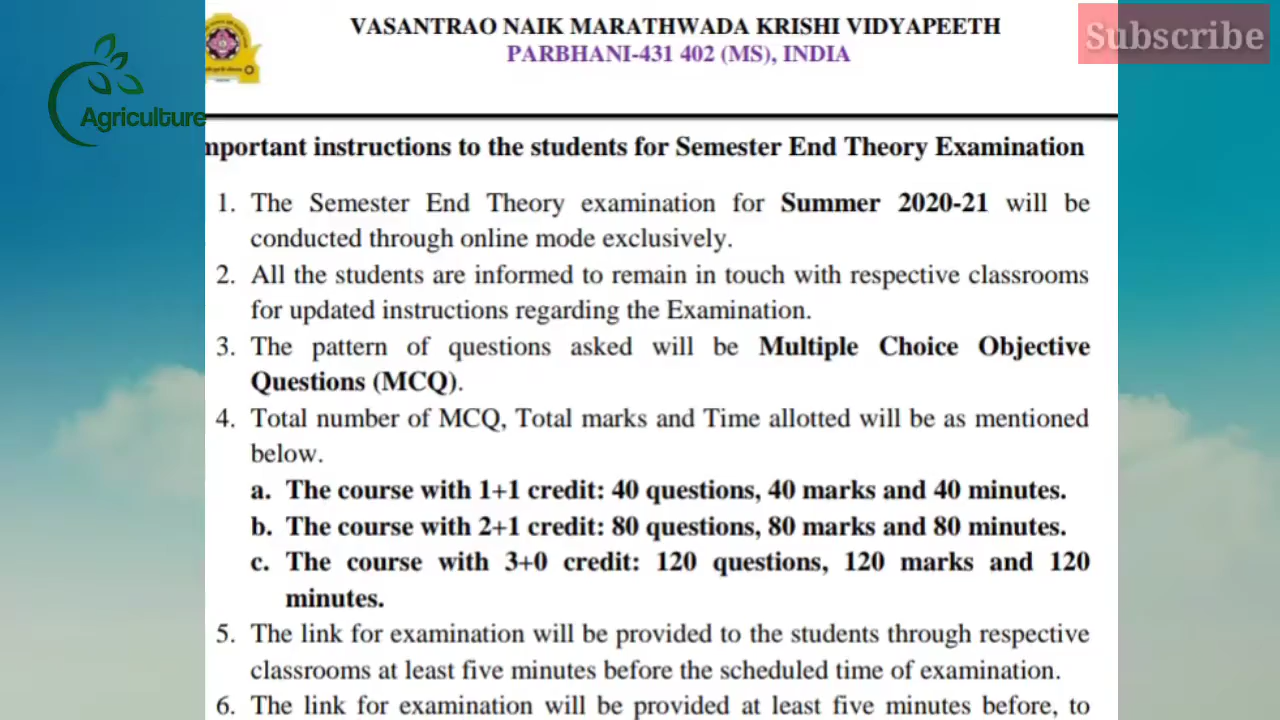 VASANTRAO NAIK MARATHWADA KRISHI VIDYAPEETH
PARBHANI-431 402 (MS), INDIA
Subscribe
Agriculture
mportant instructions to the students for Semester End Theory Examination
1. The Semester End Theory examination for Summer 2020-21 will be
conducted through online mode exclusively.
2. All the students are informed to remain in touch with respective classrooms
for updated instructions regarding the Examination.
3. The pattern of questions asked will be Multiple Choice Objective
Questions (MCQ).
4. Total number of MCQ, Total marks and Time allotted will be as mentioned
below.
a. The course with 1+1 credit: 40 questions, 40 marks and 40 minutes.
b. The course with 2+1 credit: 80 questions, 80 marks and 80 minutes.
c. The course with 3+0 credit: 120 questions, 120 marks and 120
minutes.
5. The link for examination will be provided to the students through respective
classrooms at least five minutes before the scheduled time of examination.
6. The link for examination will be provided at least five minutes before, to